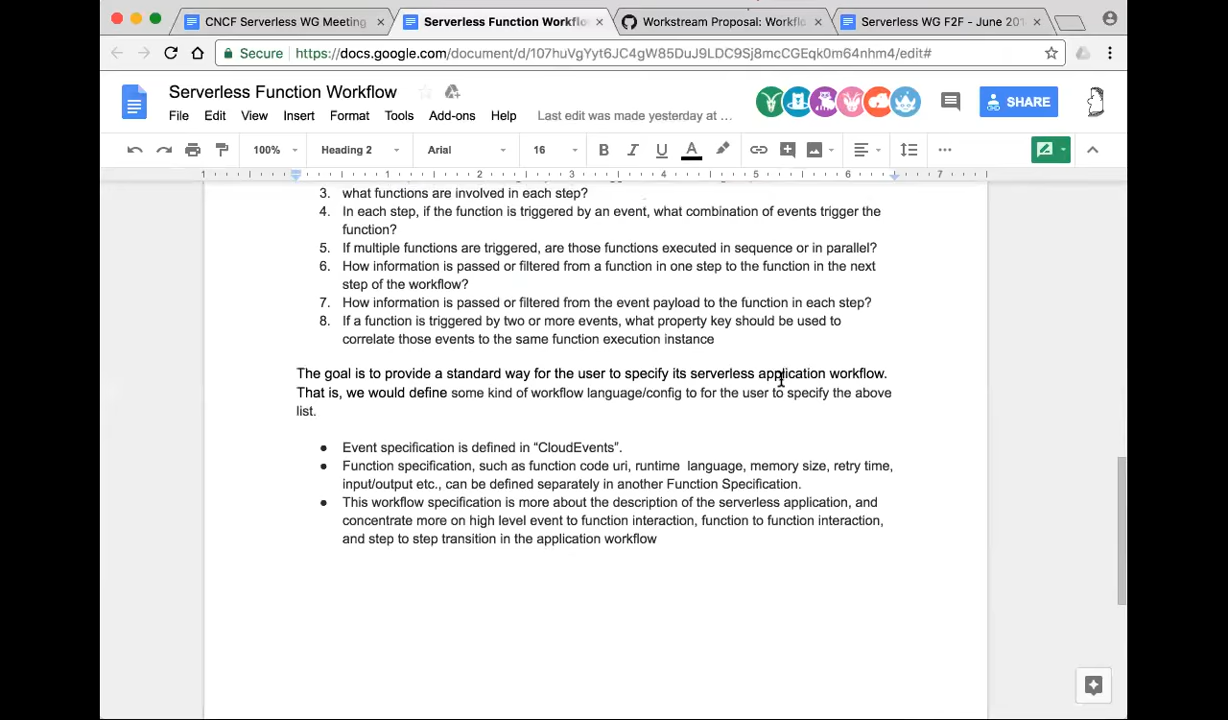 CNCF Serverless WG Meeting
Serverless Function Workflo
Workstream Proposal: Workfl
Serverless WG F2F - June 201
Secure
https://docs.google.com/document/d/107huVgYyt6JC4gW85DuJ9LDC9Sj8mcCGEqk0m64nhm4/edit#
Serverless Function Workflow
SHARE
File Edit View Insert Format Tools Add-ons Help Last edit was made yesterday at ...
100% Heading 2 Arial 16 B I U A
1 1 2 3 4 5 6 7
3. what functions are involved in each step?
4. In each step, if the function is triggered by an event, what combination of events trigger the
function?
5. If multiple functions are triggered, are those functions executed in sequence or in parallel?
6. How information is passed or filtered from a function in one step to the function in the next
step of the workflow?
7. How information is passed or filtered from the event payload to the function in each step?
8. If a function is triggered by two or more events, what property key should be used to
correlate those events to the same function execution instance
The goal is to provide a standard way for the user to specify its serverless application workflow.
That is, we would define some kind of workflow language/config to for the user to specify the above
list.
● Event specification is defined in “CloudEvents”.
● Function specification, such as function code uri, runtime language, memory size, retry time,
input/output etc., can be defined separately in another Function Specification.
● This workflow specification is more about the description of the serverless application, and
concentrate more on high level event to function interaction, function to function interaction,
and step to step transition in the application workflow